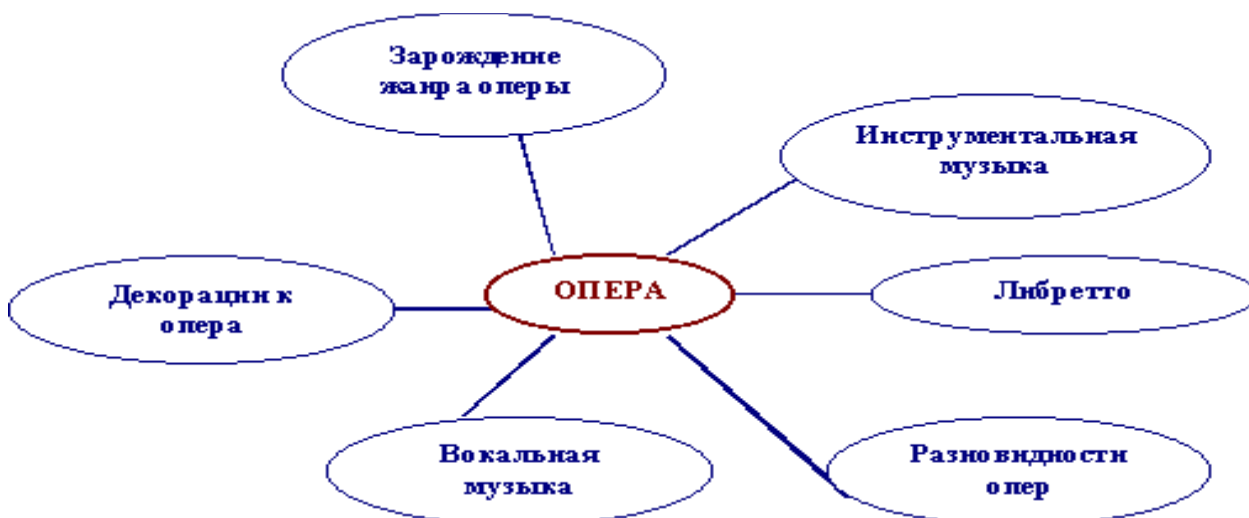 Зарождение
жанра оперы
Инструментальная
музыка
ОПЕРА
Либретто
Декорации к
опера
Вокальная
музыка
Разновидности
опер